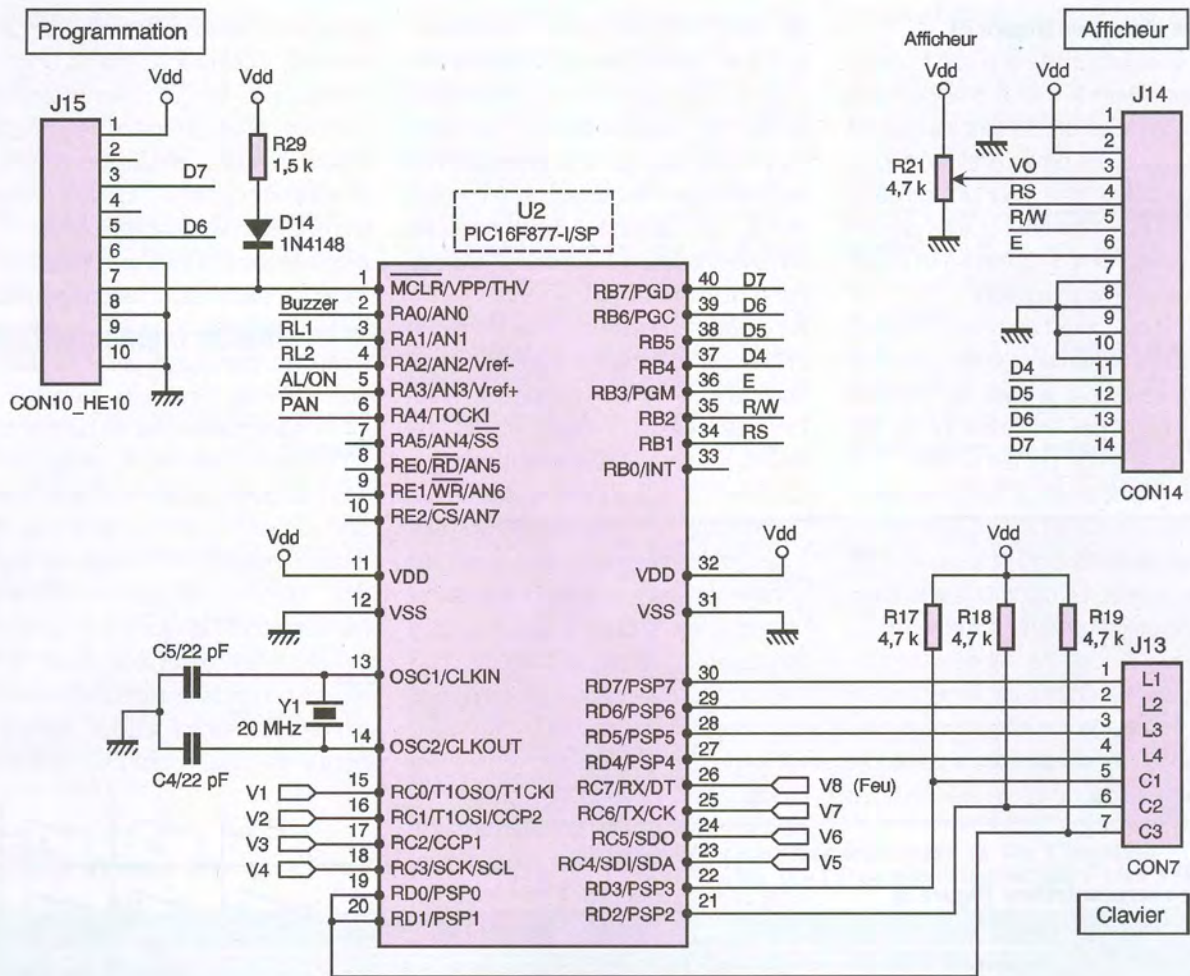 Programmation
Vdd
J15
1
2
3
4
5
6
7
8
9
10
CON10_HE10
D7
D6
Vdd
R29
1,5 k
D14
1N4148
U2
PIC16F877-I/SP
Buzzer
RL1
RL2
AL/ON
PAN
1 MCLR/VPP/THV
2 RA0/AN0
3 RA1/AN1
4 RA2/AN2/Vref-
5 RA3/AN3/Vref+
6 RA4/TOCKI
7 RA5/AN4/SS
8 RE0/RD/AN5
9 RE1/WR/AN6
10 RE2/CS/AN7
Vdd
11 VDD
12 VSS
C5/22 pF
13 OSC1/CLKIN
Y1
20 MHz
14 OSC2/CLKOUT
C4/22 pF
V1 15 RC0/T1OSO/T1CKI
V2 16 RC1/T1OSI/CCP2
V3 17 RC2/CCP1
V4 18 RC3/SCK/SCL
19 RD0/PSP0
20 RD1/PSP1
RB7/PGD 40 D7
RB6/PGC 39 D6
RB5 38 D5
RB4 37 D4
RB3/PGM 36 E
RB2 35 R/W
RB1 34 RS
RB0/INT 33
Vdd
VDD 32
VSS 31
RD7/PSP7 30
RD6/PSP6 29
RD5/PSP5 28
RD4/PSP4 27
RC7/RX/DT 26 V8 (Feu)
RC6/TX/CK 25 V7
RC5/SDO 24 V6
RC4/SDI/SDA 23 V5
RD3/PSP3 22
RD2/PSP2 21
Afficheur
Vdd
R21
4,7 k
Afficheur
Vdd
J14
1
2
VO 3
RS 4
R/W 5
E 6
7
8
9
10
D4 11
D5 12
D6 13
D7 14
CON14
Vdd
R17
4,7 k
R18
4,7 k
R19
4,7 k
J13
1 L1
2 L2
3 L3
4 L4
5 C1
6 C2
7 C3
CON7
Clavier